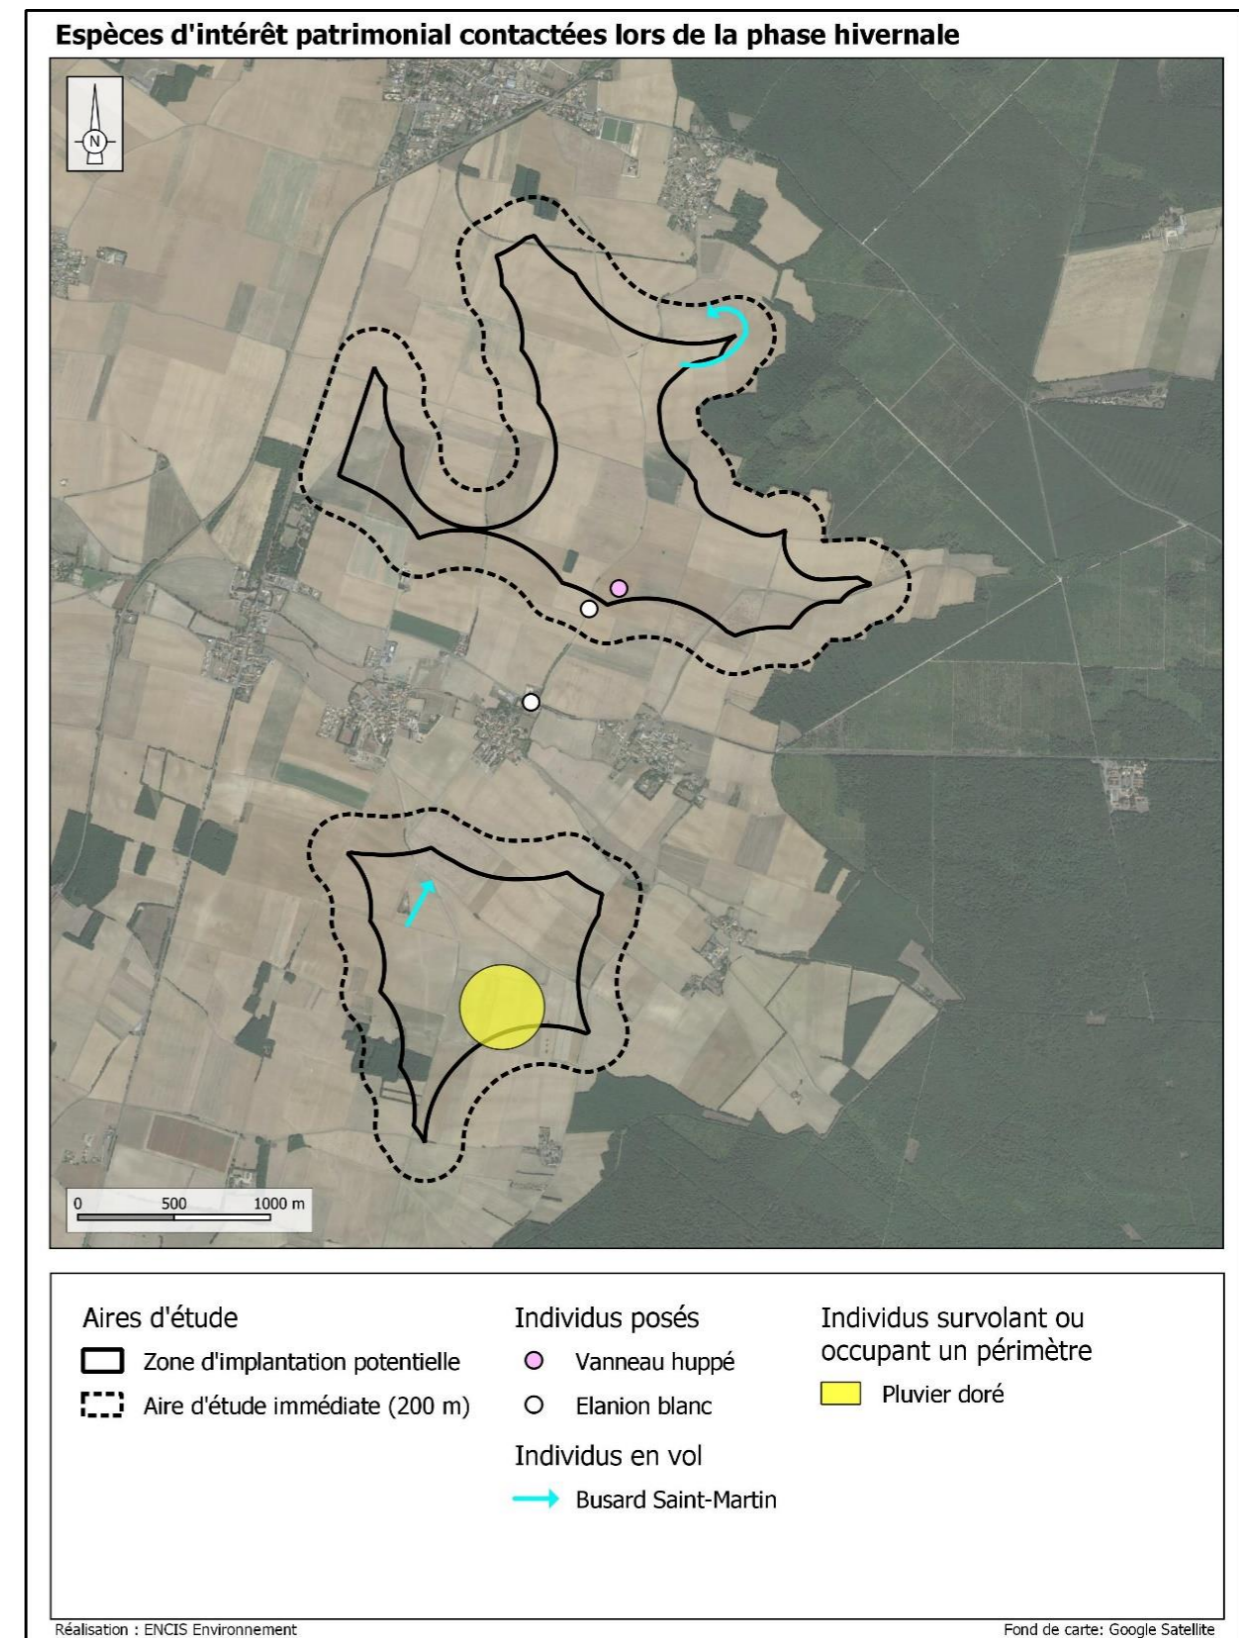 Espèces d'intérêt patrimonial contactées lors de la phase hivernale
N
0 500 1000 m
Aires d'étude
Zone d'implantation potentielle
Aire d'étude immédiate (200 m)
Individus posés
Vanneau huppé
Elanion blanc
Individus en vol
Busard Saint-Martin
Individus survolant ou
occupant un périmètre
Pluvier doré
Réalisation : ENCIS Environnement
Fond de carte: Google Satellite